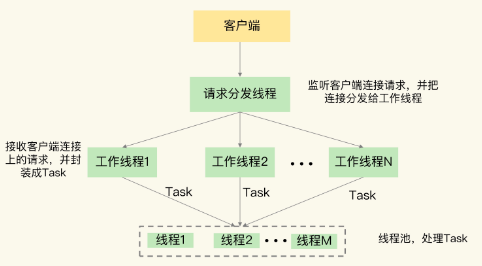 客户端
请求分发线程
监听客户端连接请求，并把
连接分发给工作线程
接收客户端连接
上的请求，并封
装成Task
工作线程1
工作线程2
•••
工作线程N
Task
Task
Task
线程1
线程2
•••
线程M
线程池，处理Task